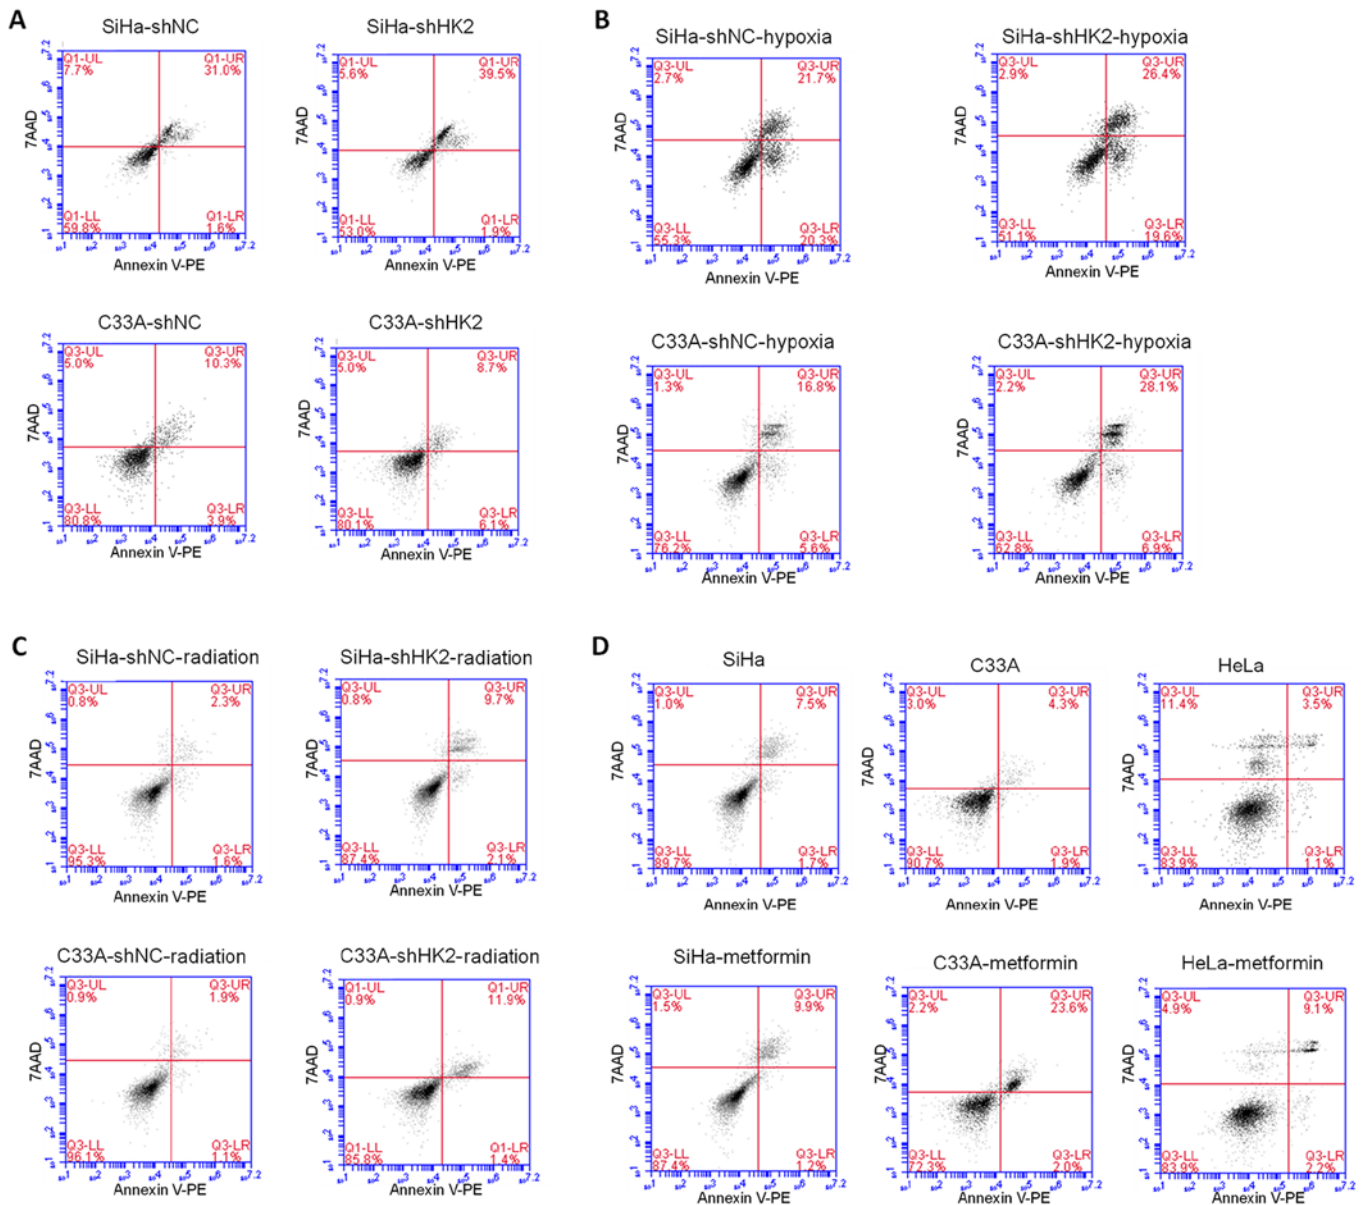 A
SiHa-shNC
Q1-UL
7.7%
Q1-UR
31.0%
Q1-LL
59.8%
Q1-LR
1.6%
7AAD
Annexin V-PE
SiHa-shHK2
Q1-UL
5.6%
Q1-UR
39.5%
Q1-LL
53.0%
Q1-LR
1.9%
7AAD
Annexin V-PE
C33A-shNC
Q3-UL
5.0%
Q3-UR
10.3%
Q3-LL
80.8%
Q3-LR
3.9%
7AAD
Annexin V-PE
C33A-shHK2
Q3-UL
5.0%
Q3-UR
8.7%
Q3-LL
80.1%
Q3-LR
6.1%
7AAD
Annexin V-PE
B
SiHa-shNC-hypoxia
Q3-UL
2.7%
Q3-UR
21.7%
Q3-LL
55.3%
Q3-LR
20.3%
7AAD
Annexin V-PE
SiHa-shHK2-hypoxia
Q3-UL
2.9%
Q3-UR
26.4%
Q3-LL
51.1%
Q3-LR
19.6%
7AAD
Annexin V-PE
C33A-shNC-hypoxia
Q3-UL
1.3%
Q3-UR
16.8%
Q3-LL
76.2%
Q3-LR
5.6%
7AAD
Annexin V-PE
C33A-shHK2-hypoxia
Q3-UL
2.2%
Q3-UR
28.1%
Q3-LL
62.8%
Q3-LR
6.9%
7AAD
Annexin V-PE
C
SiHa-shNC-radiation
Q3-UL
0.8%
Q3-UR
2.3%
Q3-LL
95.3%
Q3-LR
1.6%
7AAD
Annexin V-PE
SiHa-shHK2-radiation
Q3-UL
0.8%
Q3-UR
9.7%
Q3-LL
87.4%
Q3-LR
2.1%
7AAD
Annexin V-PE
C33A-shNC-radiation
Q3-UL
0.9%
Q3-UR
1.9%
Q3-LL
96.1%
Q3-LR
1.1%
7AAD
Annexin V-PE
C33A-shHK2-radiation
Q1-UL
0.9%
Q1-UR
11.9%
Q1-LL
85.8%
Q1-LR
1.4%
7AAD
Annexin V-PE
D
SiHa
Q3-UL
1.0%
Q3-UR
7.5%
Q3-LL
89.7%
Q3-LR
1.7%
7AAD
Annexin V-PE
C33A
Q3-UL
3.0%
Q3-UR
4.3%
Q3-LL
90.7%
Q3-LR
1.9%
7AAD
Annexin V-PE
HeLa
Q3-UL
11.4%
Q3-UR
3.5%
Q3-LL
83.9%
Q3-LR
1.1%
7AAD
Annexin V-PE
SiHa-metformin
Q3-UL
1.5%
Q3-UR
9.9%
Q3-LL
87.4%
Q3-LR
1.2%
7AAD
Annexin V-PE
C33A-metformin
Q3-UL
2.2%
Q3-UR
23.6%
Q3-LL
72.3%
Q3-LR
2.0%
7AAD
Annexin V-PE
HeLa-metformin
Q3-UL
4.9%
Q3-UR
9.1%
Q3-LL
83.9%
Q3-LR
2.2%
7AAD
Annexin V-PE